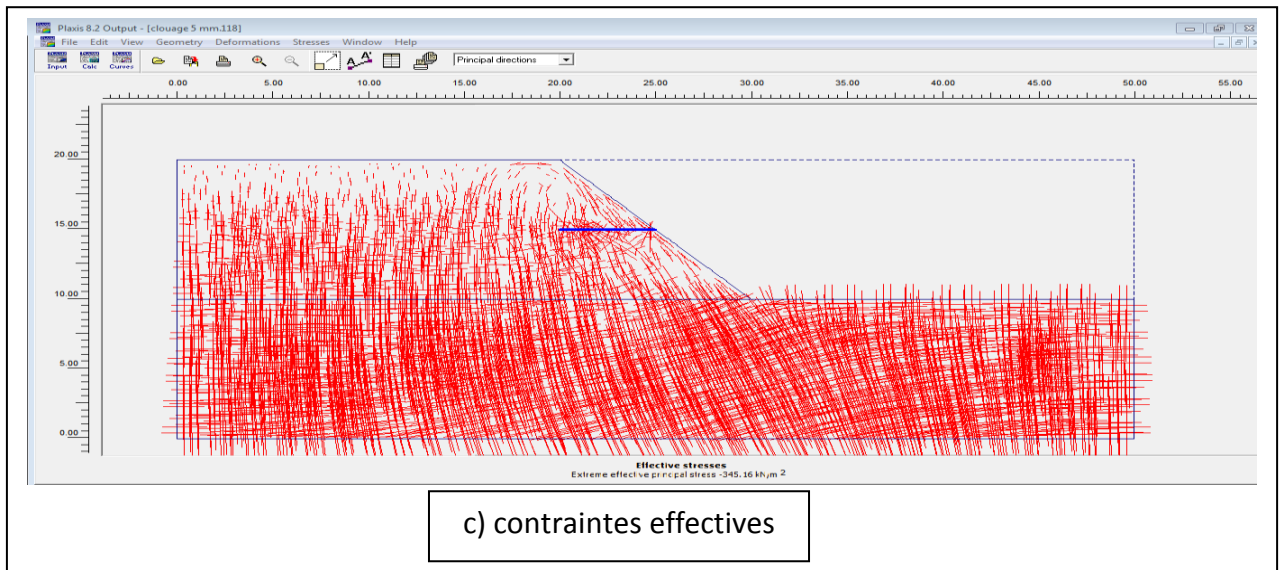 Plaxis 8.2 Output - [clouage 5 mm.118]
File Edit View Geometry Deformations Stresses Window Help
Input Calc Curves Principal directions
0.00 5.00 10.00 15.00 20.00 25.00 30.00 35.00 40.00 45.00 50.00 55.00
20.00
15.00
10.00
5.00
0.00
Effective stresses
Extreme effective principal stress -345.16 kN/m 2
c) contraintes effectives